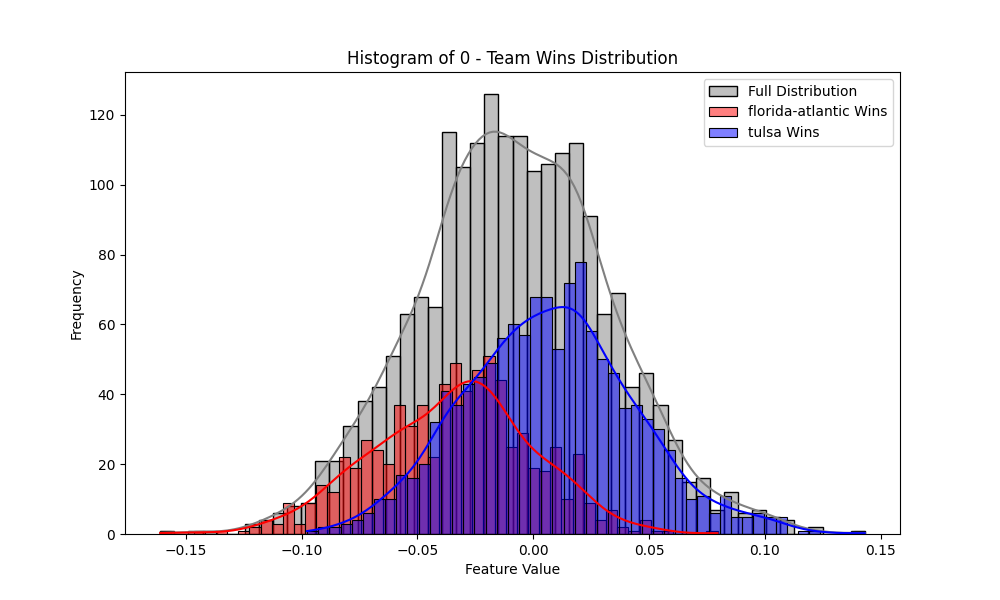 Histogram of 0 - Team Wins Distribution
Full Distribution
florida-atlantic Wins
tulsa Wins
Frequency
120
100
80
60
40
20
0
−0.15 −0.10 −0.05 0.00 0.05 0.10 0.15
Feature Value